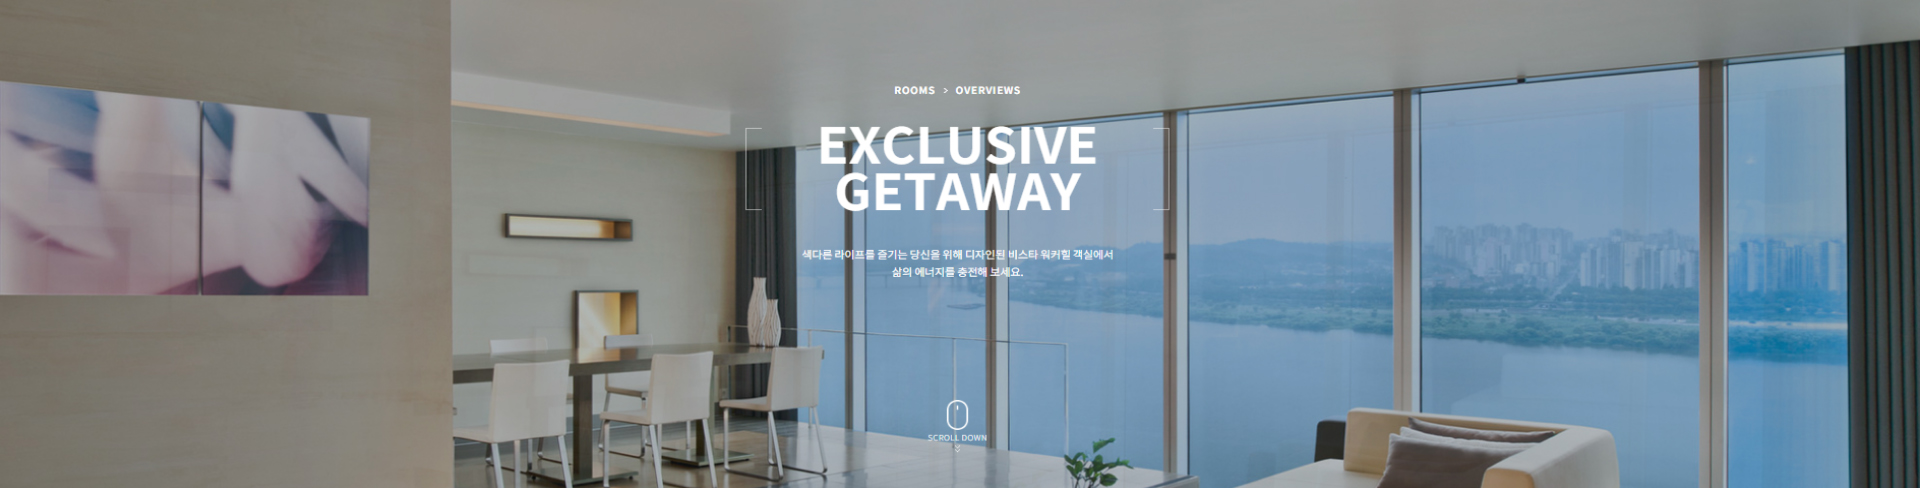 ROOMS > OVERVIEWS
EXCLUSIVE
GETAWAY
색다른 라이프를 즐기는 당신을 위해 디자인된 비스타 워커힐 객실에서
삶의 에너지를 충전해 보세요.
SCROLL DOWN